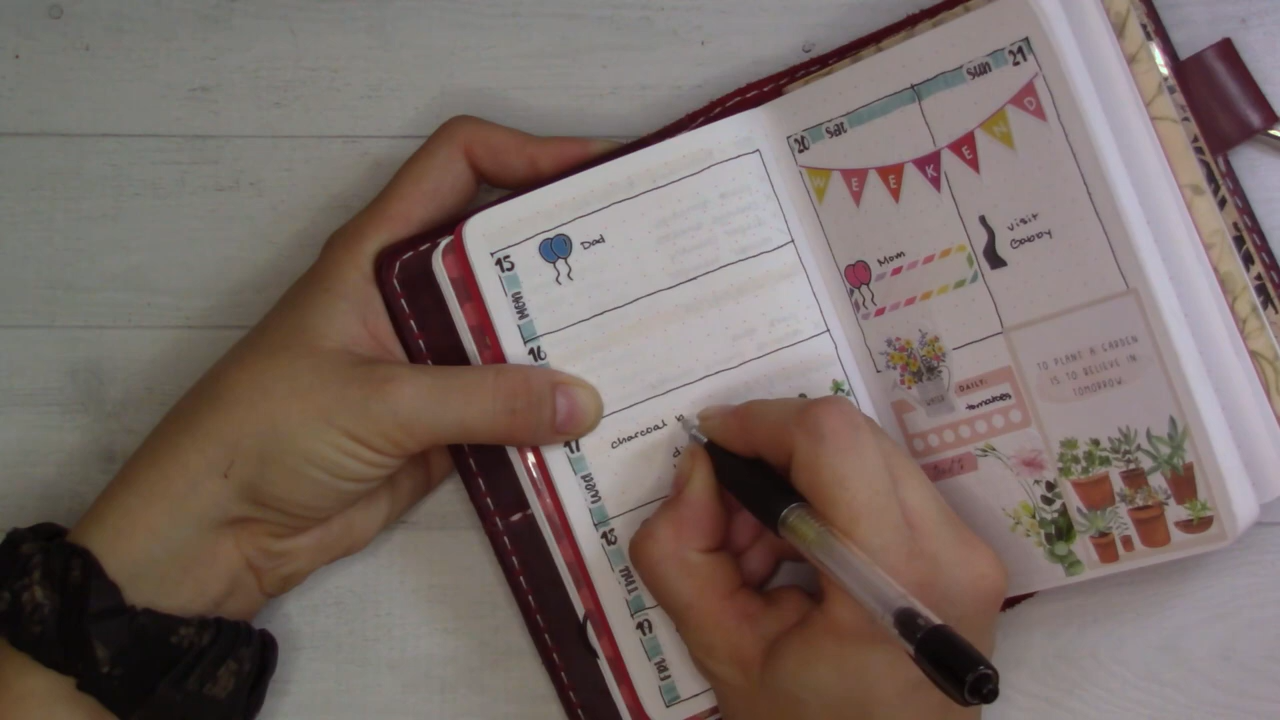 15
Mon
Dad
16
17
Wed
charcoal
18
Thu
19
Fri
20 sat
sun 21
WEEKEND
Mom
visit
Gabby
DAILY:
tomatoes
TO PLANT A GARDEN
IS TO BELIEVE IN
TOMORROW.